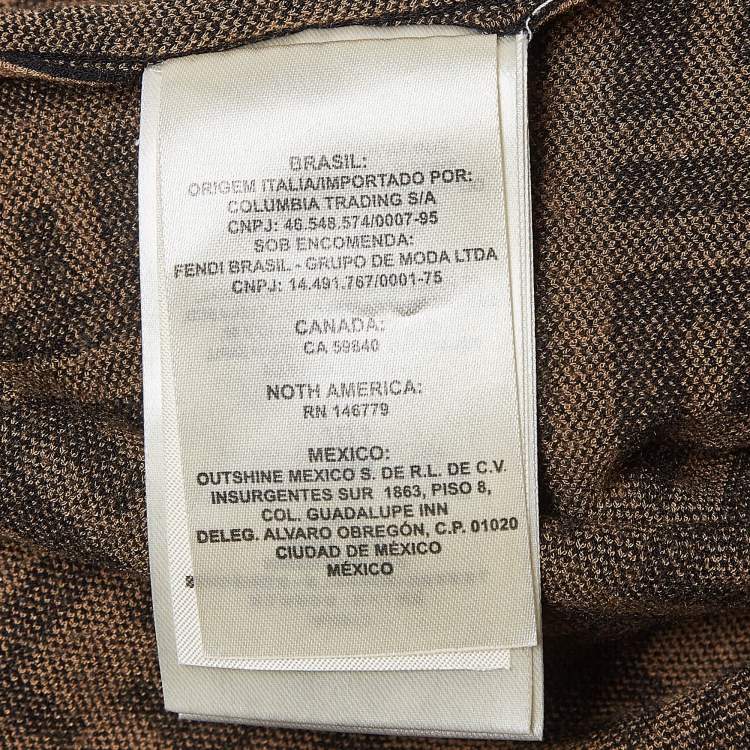 BRASIL:
ORIGEM ITALIA/IMPORTADO POR:
COLUMBIA TRADING S/A
CNPJ: 46.548.574/0007-95
SOB ENCOMENDA:
FENDI BRASIL - GRUPO DE MODA LTDA
CNPJ: 14.491.767/0001-75
CANADA:
CA 59840
NOTH AMERICA:
RN 146779
MEXICO:
OUTSHINE MEXICO S. DE R.L. DE C.V.
INSURGENTES SUR 1863, PISO 8,
COL. GUADALUPE INN
DELEG. ALVARO OBREGÓN, C.P. 01020
CIUDAD DE MÉXICO
MÉXICO